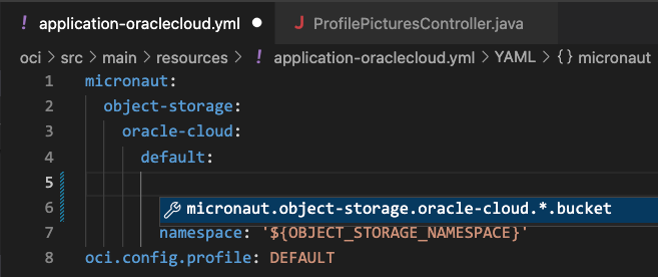 ! application-oraclecloud.yml ●
J ProfilePicturesController.java
oci > src > main > resources > ! application-oraclecloud.yml > YAML > {} micronaut
1 micronaut:
2 object-storage:
3 oracle-cloud:
4 default:
5
6 micronaut.object-storage.oracle-cloud.*.bucket
7 namespace: '${OBJECT_STORAGE_NAMESPACE}'
8 oci.config.profile: DEFAULT